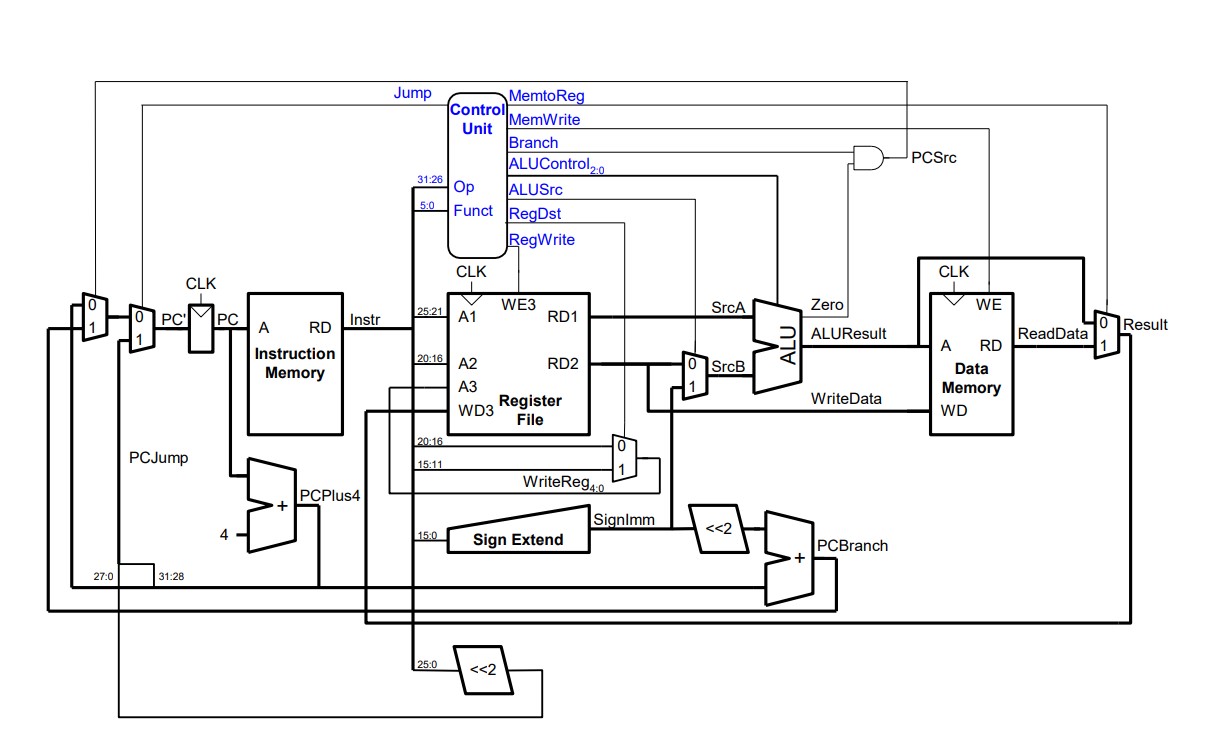 Jump
Control
Unit
MemtoReg
MemWrite
Branch
ALUControl2:0
ALUSrc
RegDst
RegWrite
PCSrc
31:26
Op
5:0
Funct
CLK
CLK
CLK
0
1
0
1
PC'
PC
A
RD
Instruction
Memory
Instr
25:21
A1
WE3
RD1
20:16
A2
RD2
A3
WD3
Register
File
SrcA
0
1
SrcB
ALU
Zero
ALUResult
WriteData
WE
A
RD
Data
Memory
WD
ReadData
0
1
Result
20:16
0
15:11
1
WriteReg4:0
PCJump
+
PCPlus4
4
15:0
Sign Extend
SignImm
<<2
+
PCBranch
27:0
31:28
25:0
<<2